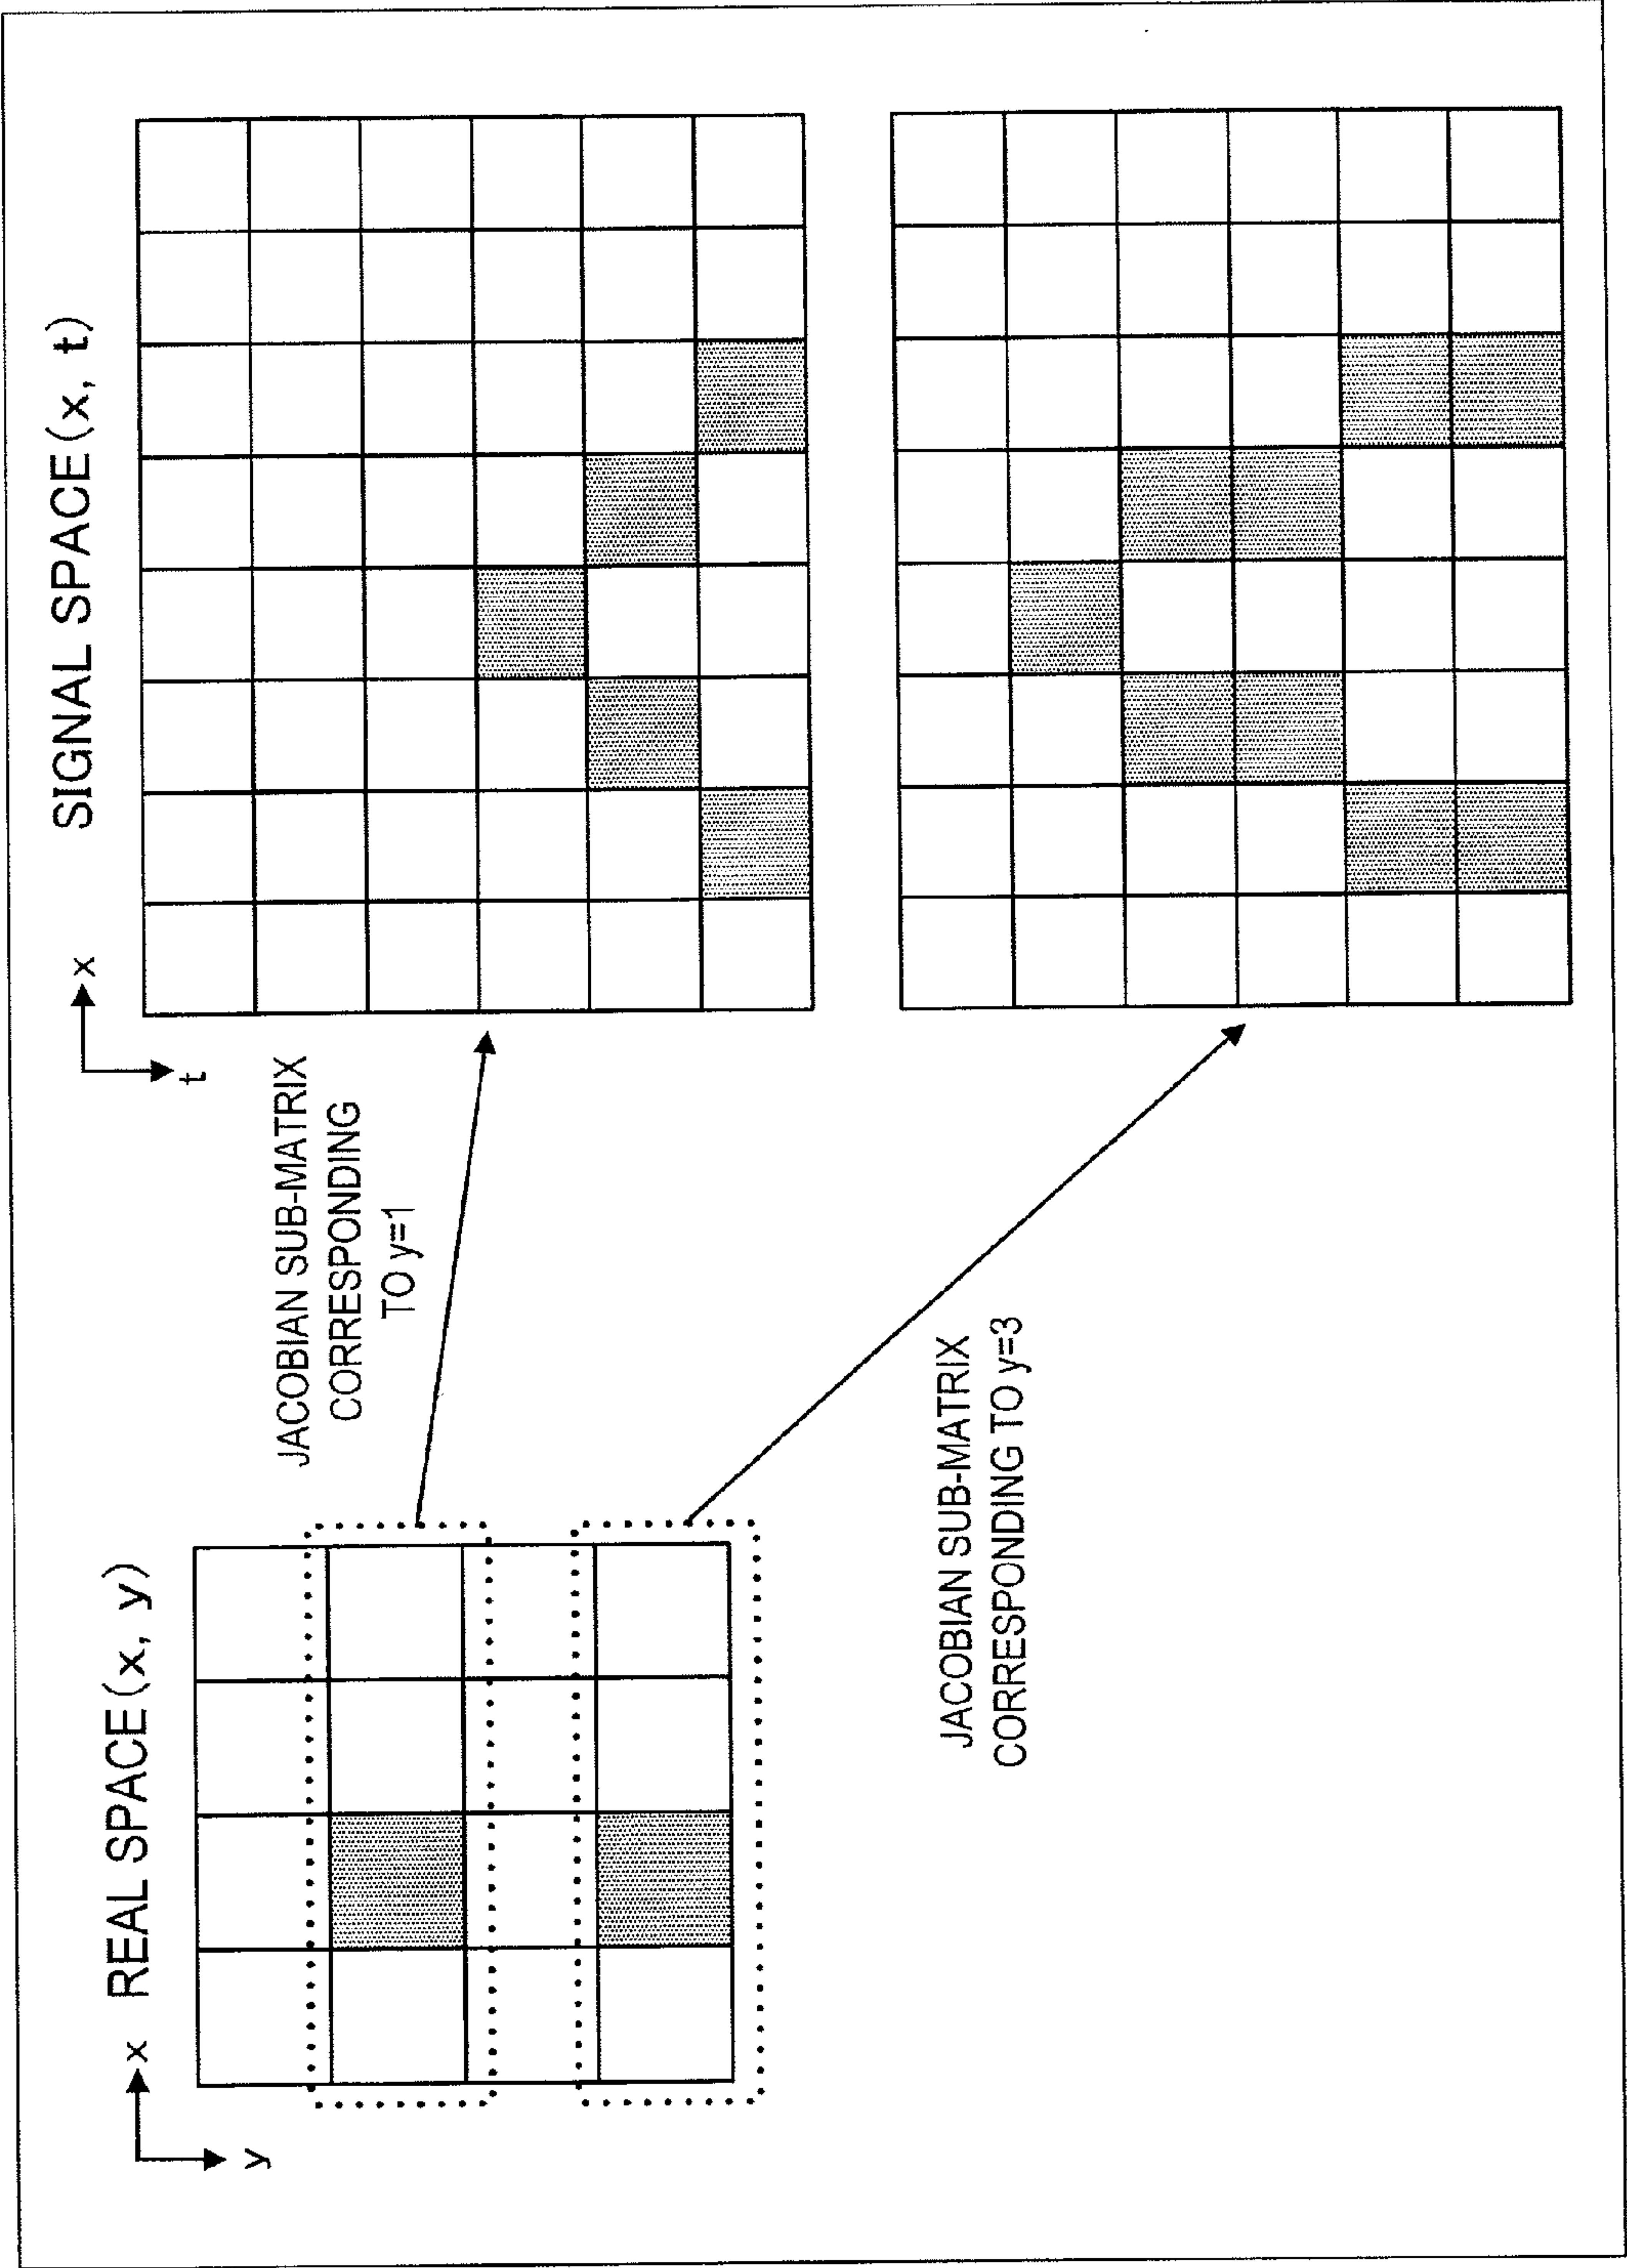 x REAL SPACE(x, y)
y
JACOBIAN SUB-MATRIX
CORRESPONDING
TO y=1
JACOBIAN SUB-MATRIX
CORRESPONDING TO y=3
x SIGNAL SPACE(x, t)
t